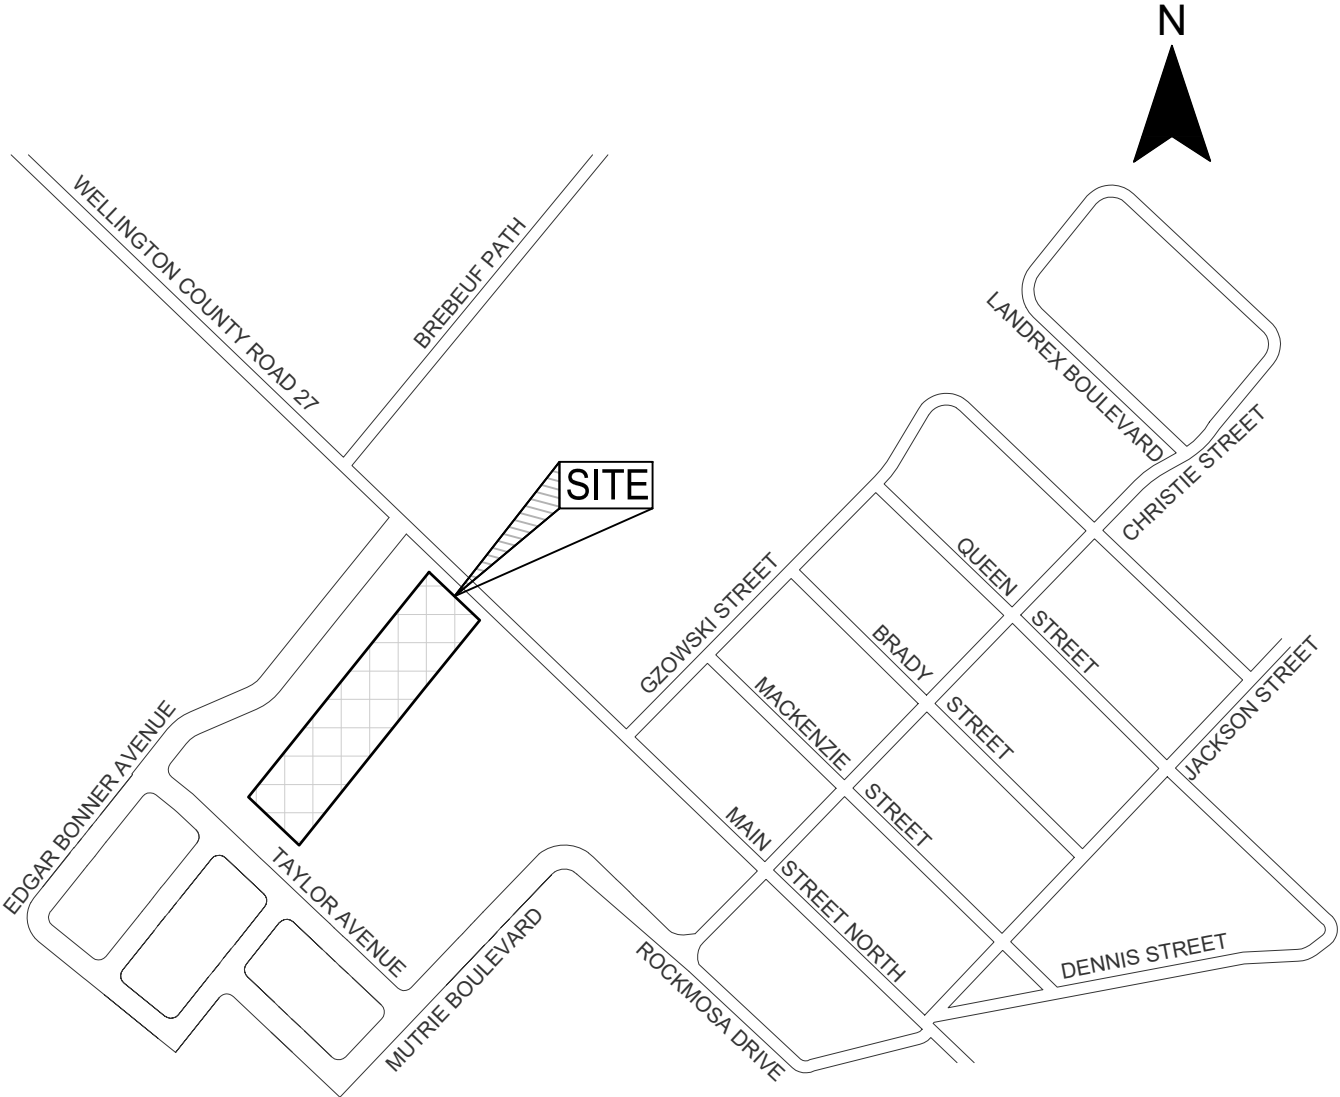 N
WELLINGTON COUNTY ROAD 27
BREBEUF PATH
LANDREX BOULEVARD
CHRISTIE STREET
SITE
QUEEN STREET
GZOWSKI STREET
BRADY STREET
JACKSON STREET
MACKENZIE STREET
EDGAR BONNER AVENUE
MAIN STREET NORTH
TAYLOR AVENUE
MUTRIE BOULEVARD
ROCKMOSA DRIVE
DENNIS STREET